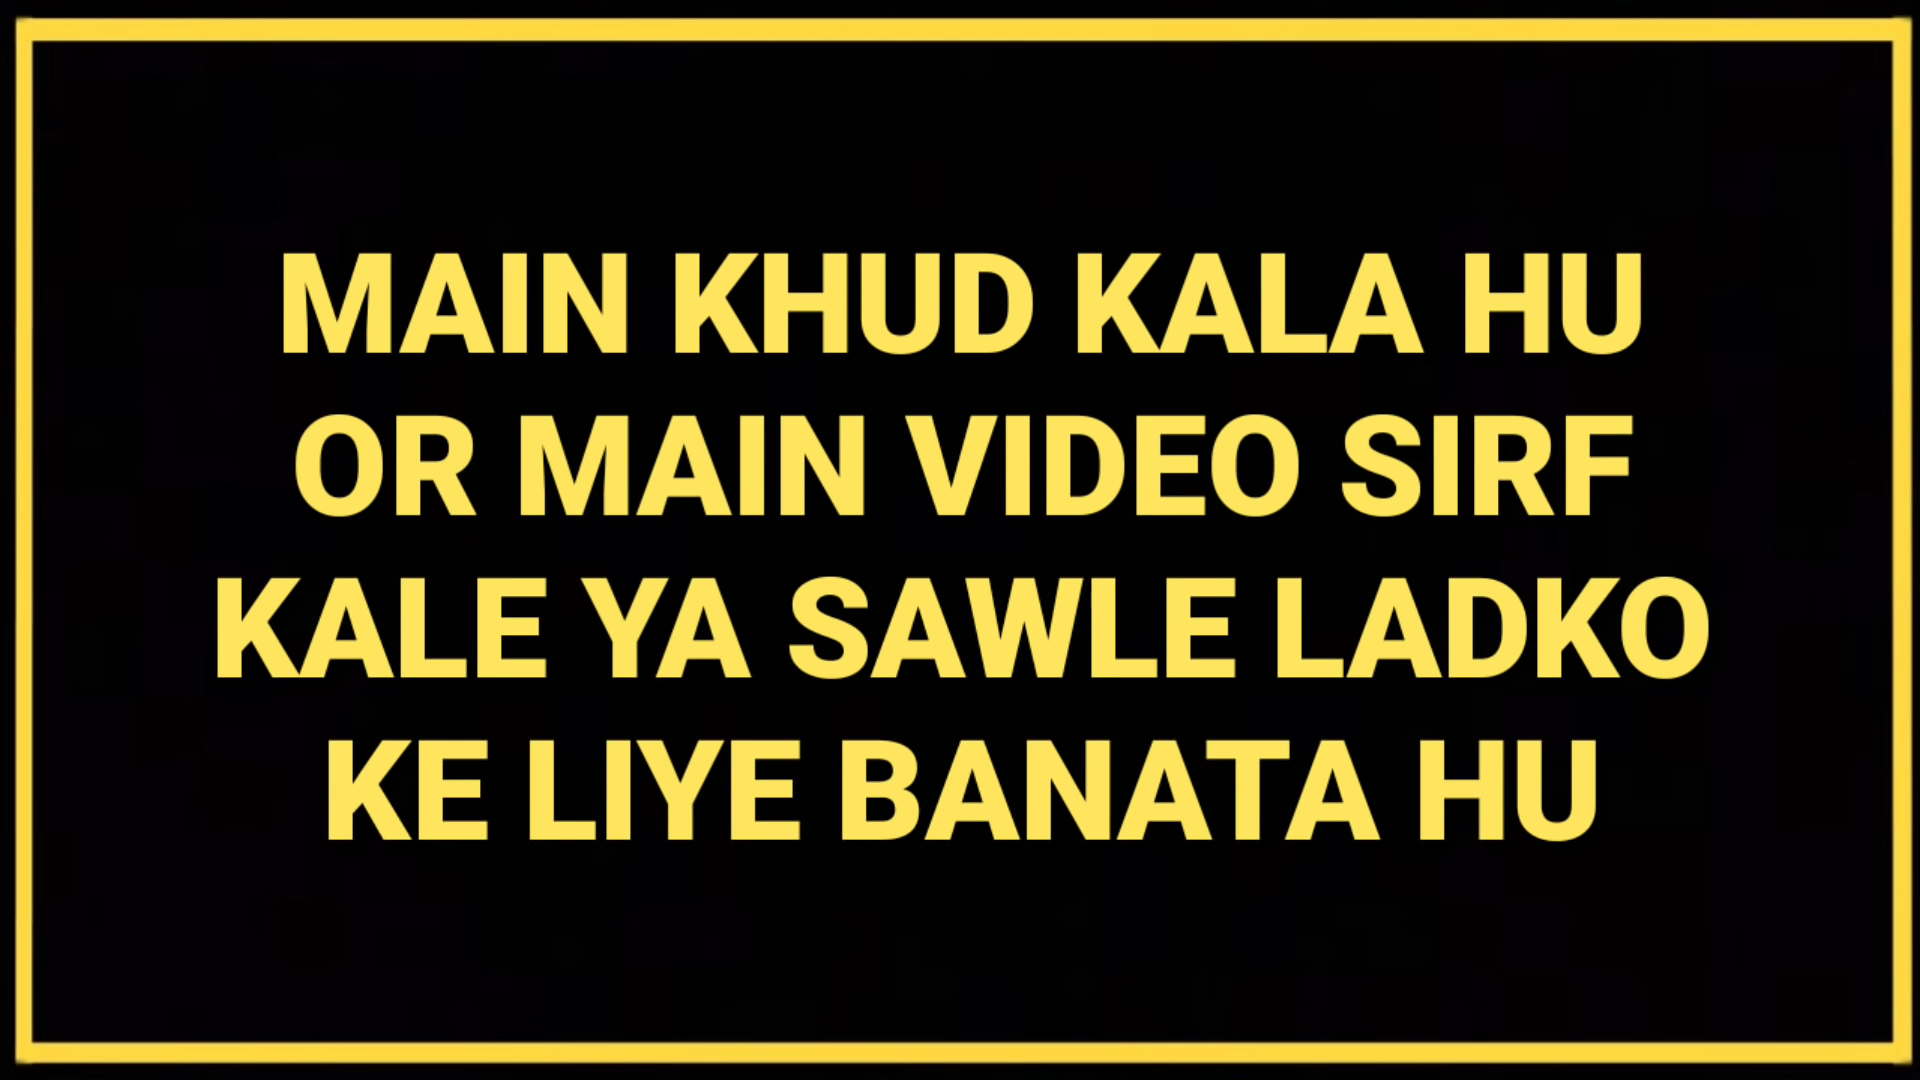 MAIN KHUD KALA HU
OR MAIN VIDEO SIRF
KALE YA SAWLE LADKO
KE LIYE BANATA HU